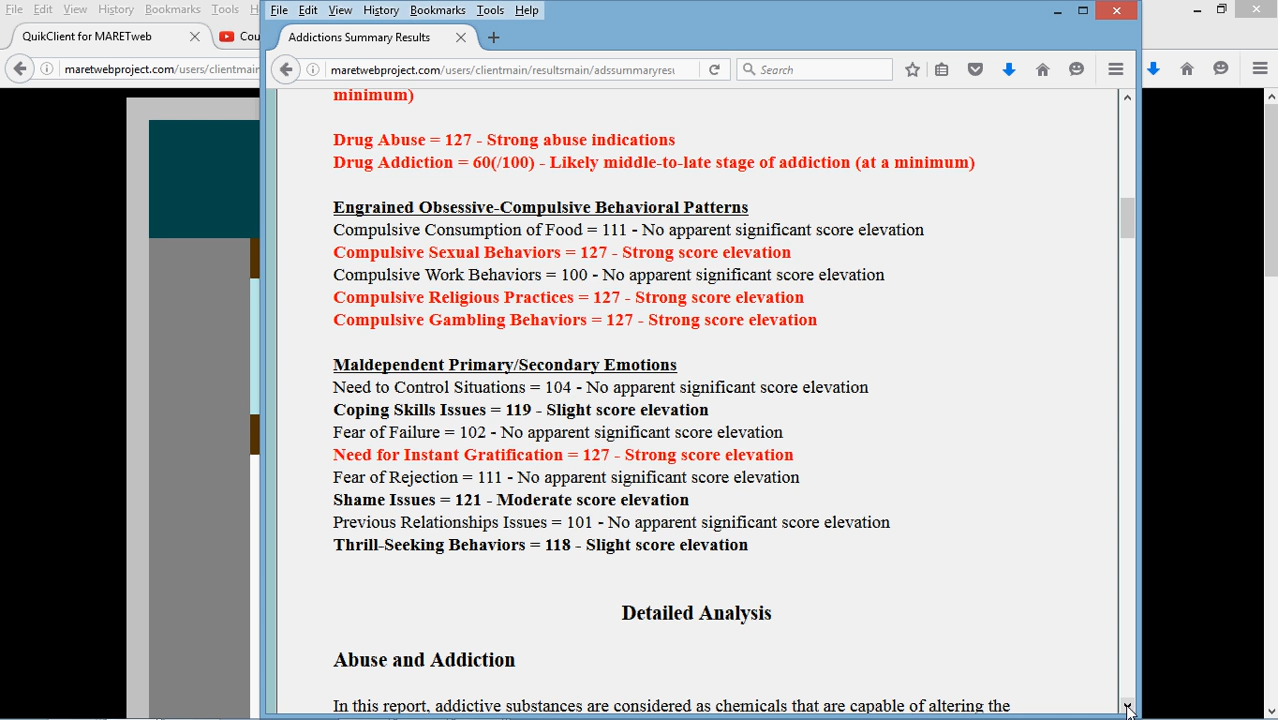 File Edit View History Bookmarks Tools
QuikClient for MARETweb
Cou
maretwebproject.com/users/clientmain
File Edit View History Bookmarks Tools Help
Addictions Summary Results
maretwebproject.com/users/clientmain/resultsmain/adssummaryresu
Search
minimum)
Drug Abuse = 127 - Strong abuse indications
Drug Addiction = 60(/100) - Likely middle-to-late stage of addiction (at a minimum)
Engrained Obsessive-Compulsive Behavioral Patterns
Compulsive Consumption of Food = 111 - No apparent significant score elevation
Compulsive Sexual Behaviors = 127 - Strong score elevation
Compulsive Work Behaviors = 100 - No apparent significant score elevation
Compulsive Religious Practices = 127 - Strong score elevation
Compulsive Gambling Behaviors = 127 - Strong score elevation
Maldependent Primary/Secondary Emotions
Need to Control Situations = 104 - No apparent significant score elevation
Coping Skills Issues = 119 - Slight score elevation
Fear of Failure = 102 - No apparent significant score elevation
Need for Instant Gratification = 127 - Strong score elevation
Fear of Rejection = 111 - No apparent significant score elevation
Shame Issues = 121 - Moderate score elevation
Previous Relationships Issues = 101 - No apparent significant score elevation
Thrill-Seeking Behaviors = 118 - Slight score elevation
Detailed Analysis
Abuse and Addiction
In this report, addictive substances are considered as chemicals that are capable of altering the